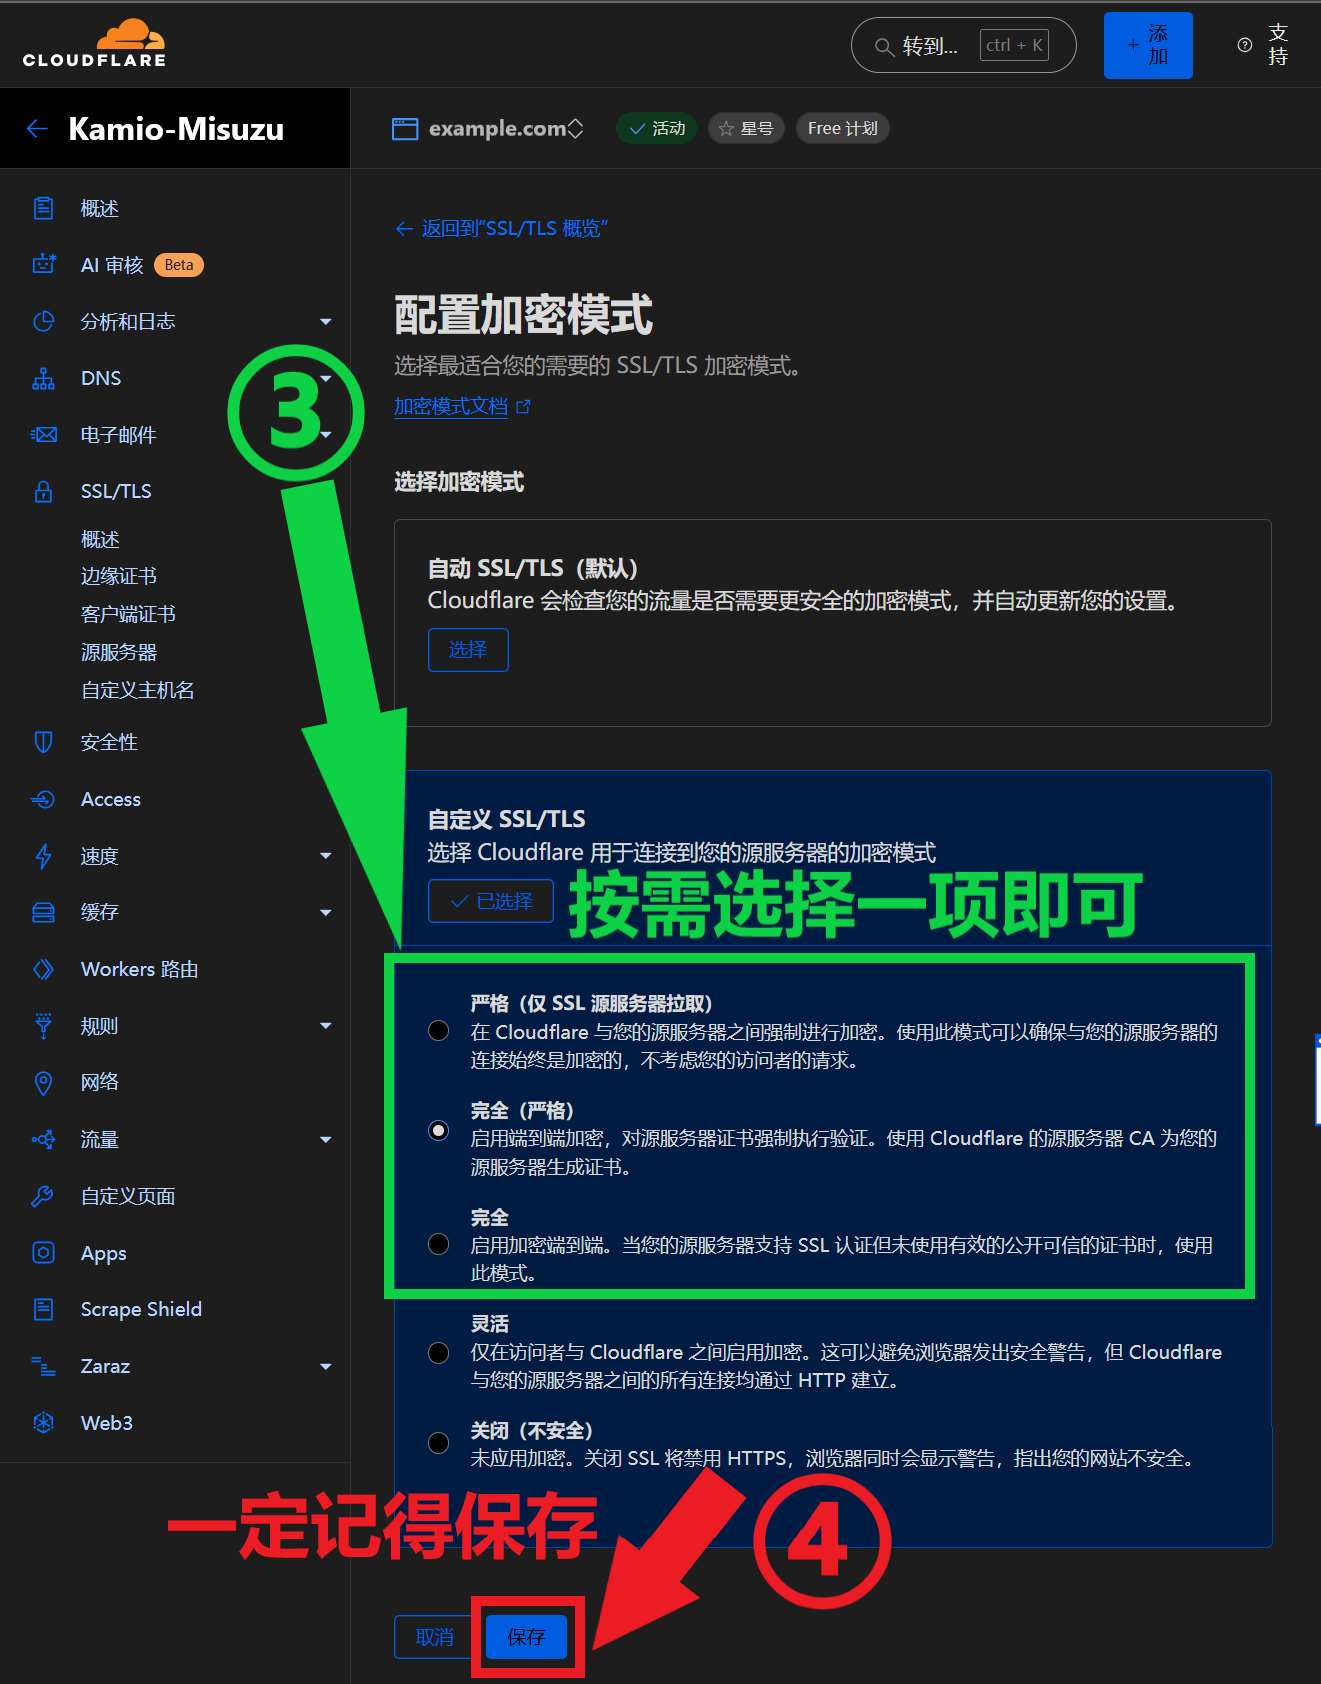 CLOUDFLARE
转到...
ctrl + K
+ 添加
支持
Kamio-Misuzu
example.com
活动
星号
Free 计划
概述
AI 审核 Beta
分析和日志
DNS
电子邮件
SSL/TLS
概述
边缘证书
客户端证书
源服务器
自定义主机名
安全性
Access
速度
缓存
Workers 路由
规则
网络
流量
自定义页面
Apps
Scrape Shield
Zaraz
Web3
← 返回到“SSL/TLS 概览”
配置加密模式
选择最适合您的需要的 SSL/TLS 加密模式。
加密模式文档
③
选择加密模式
自动 SSL/TLS（默认）
Cloudflare 会检查您的流量是否需要更安全的加密模式，并自动更新您的设置。
选择
自定义 SSL/TLS
选择 Cloudflare 用于连接到您的源服务器的加密模式
已选择
按需选择一项即可
严格（仅 SSL 源服务器拉取）
在 Cloudflare 与您的源服务器之间强制进行加密。使用此模式可以确保与您的源服务器的
连接始终是加密的，不考虑您的访问者的请求。
完全（严格）
启用端到端加密，对源服务器证书强制执行验证。使用 Cloudflare 的源服务器 CA 为您的
源服务器生成证书。
完全
启用加密端到端。当您的源服务器支持 SSL 认证但未使用有效的公开可信的证书时，使用
此模式。
灵活
仅在访问者与 Cloudflare 之间启用加密。这可以避免浏览器发出安全警告，但 Cloudflare
与您的源服务器之间的所有连接均通过 HTTP 建立。
关闭（不安全）
未应用加密。关闭 SSL 将禁用 HTTPS，浏览器同时会显示警告，指出您的网站不安全。
一定记得保存
④
取消
保存